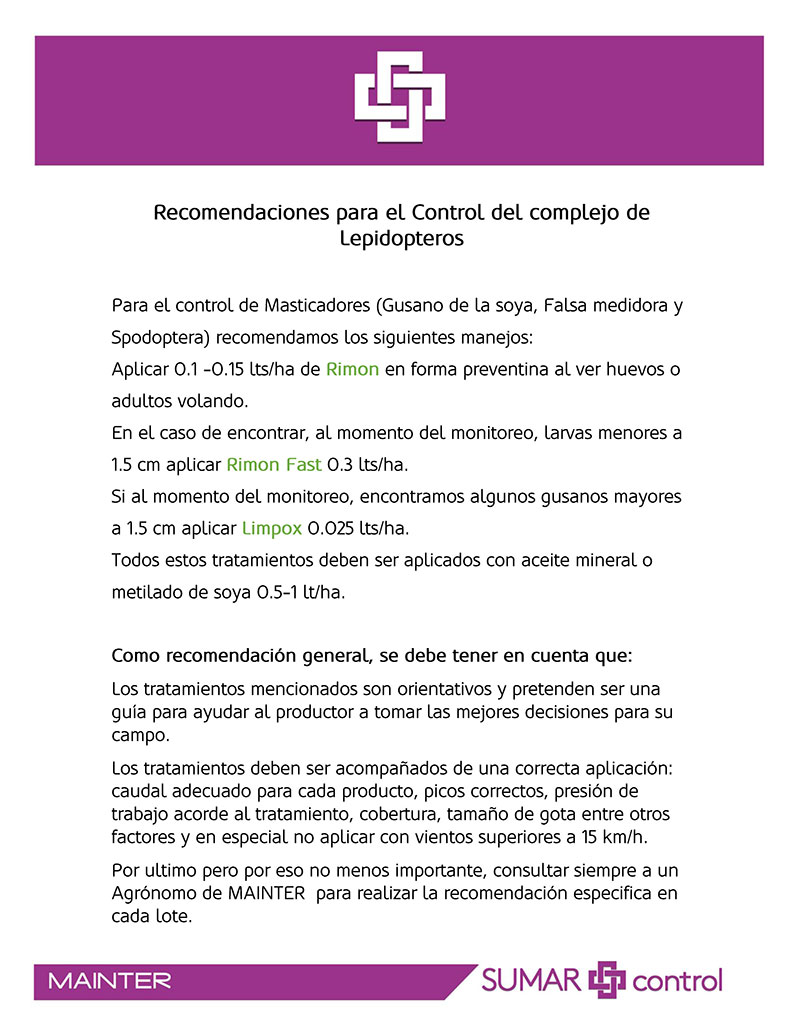 Recomendaciones para el Control del complejo de
Lepidopteros
Para el control de Masticadores (Gusano de la soya, Falsa medidora y
Spodoptera) recomendamos los siguientes manejos:
Aplicar 0.1 -0.15 lts/ha de Rimon en forma preventina al ver huevos o
adultos volando.
En el caso de encontrar, al momento del monitoreo, larvas menores a
1.5 cm aplicar Rimon Fast 0.3 lts/ha.
Si al momento del monitoreo, encontramos algunos gusanos mayores
a 1.5 cm aplicar Limpox 0.025 lts/ha.
Todos estos tratamientos deben ser aplicados con aceite mineral o
metilado de soya 0.5-1 lt/ha.
Como recomendación general, se debe tener en cuenta que:
Los tratamientos mencionados son orientativos y pretenden ser una
guía para ayudar al productor a tomar las mejores decisiones para su
campo.
Los tratamientos deben ser acompañados de una correcta aplicación:
caudal adecuado para cada producto, picos correctos, presión de
trabajo acorde al tratamiento, cobertura, tamaño de gota entre otros
factores y en especial no aplicar con vientos superiores a 15 km/h.
Por ultimo pero por eso no menos importante, consultar siempre a un
Agrónomo de MAINTER para realizar la recomendación especifica en
cada lote.
MAINTER
SUMAR control